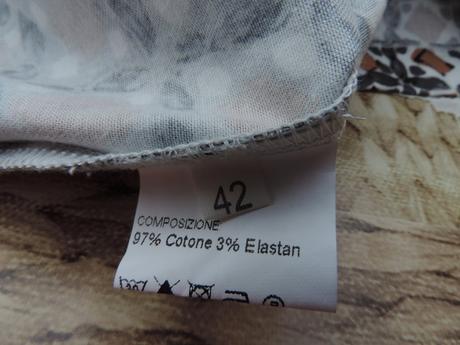 42
COMPOSIZIONE
97% Cotone 3% Elastan